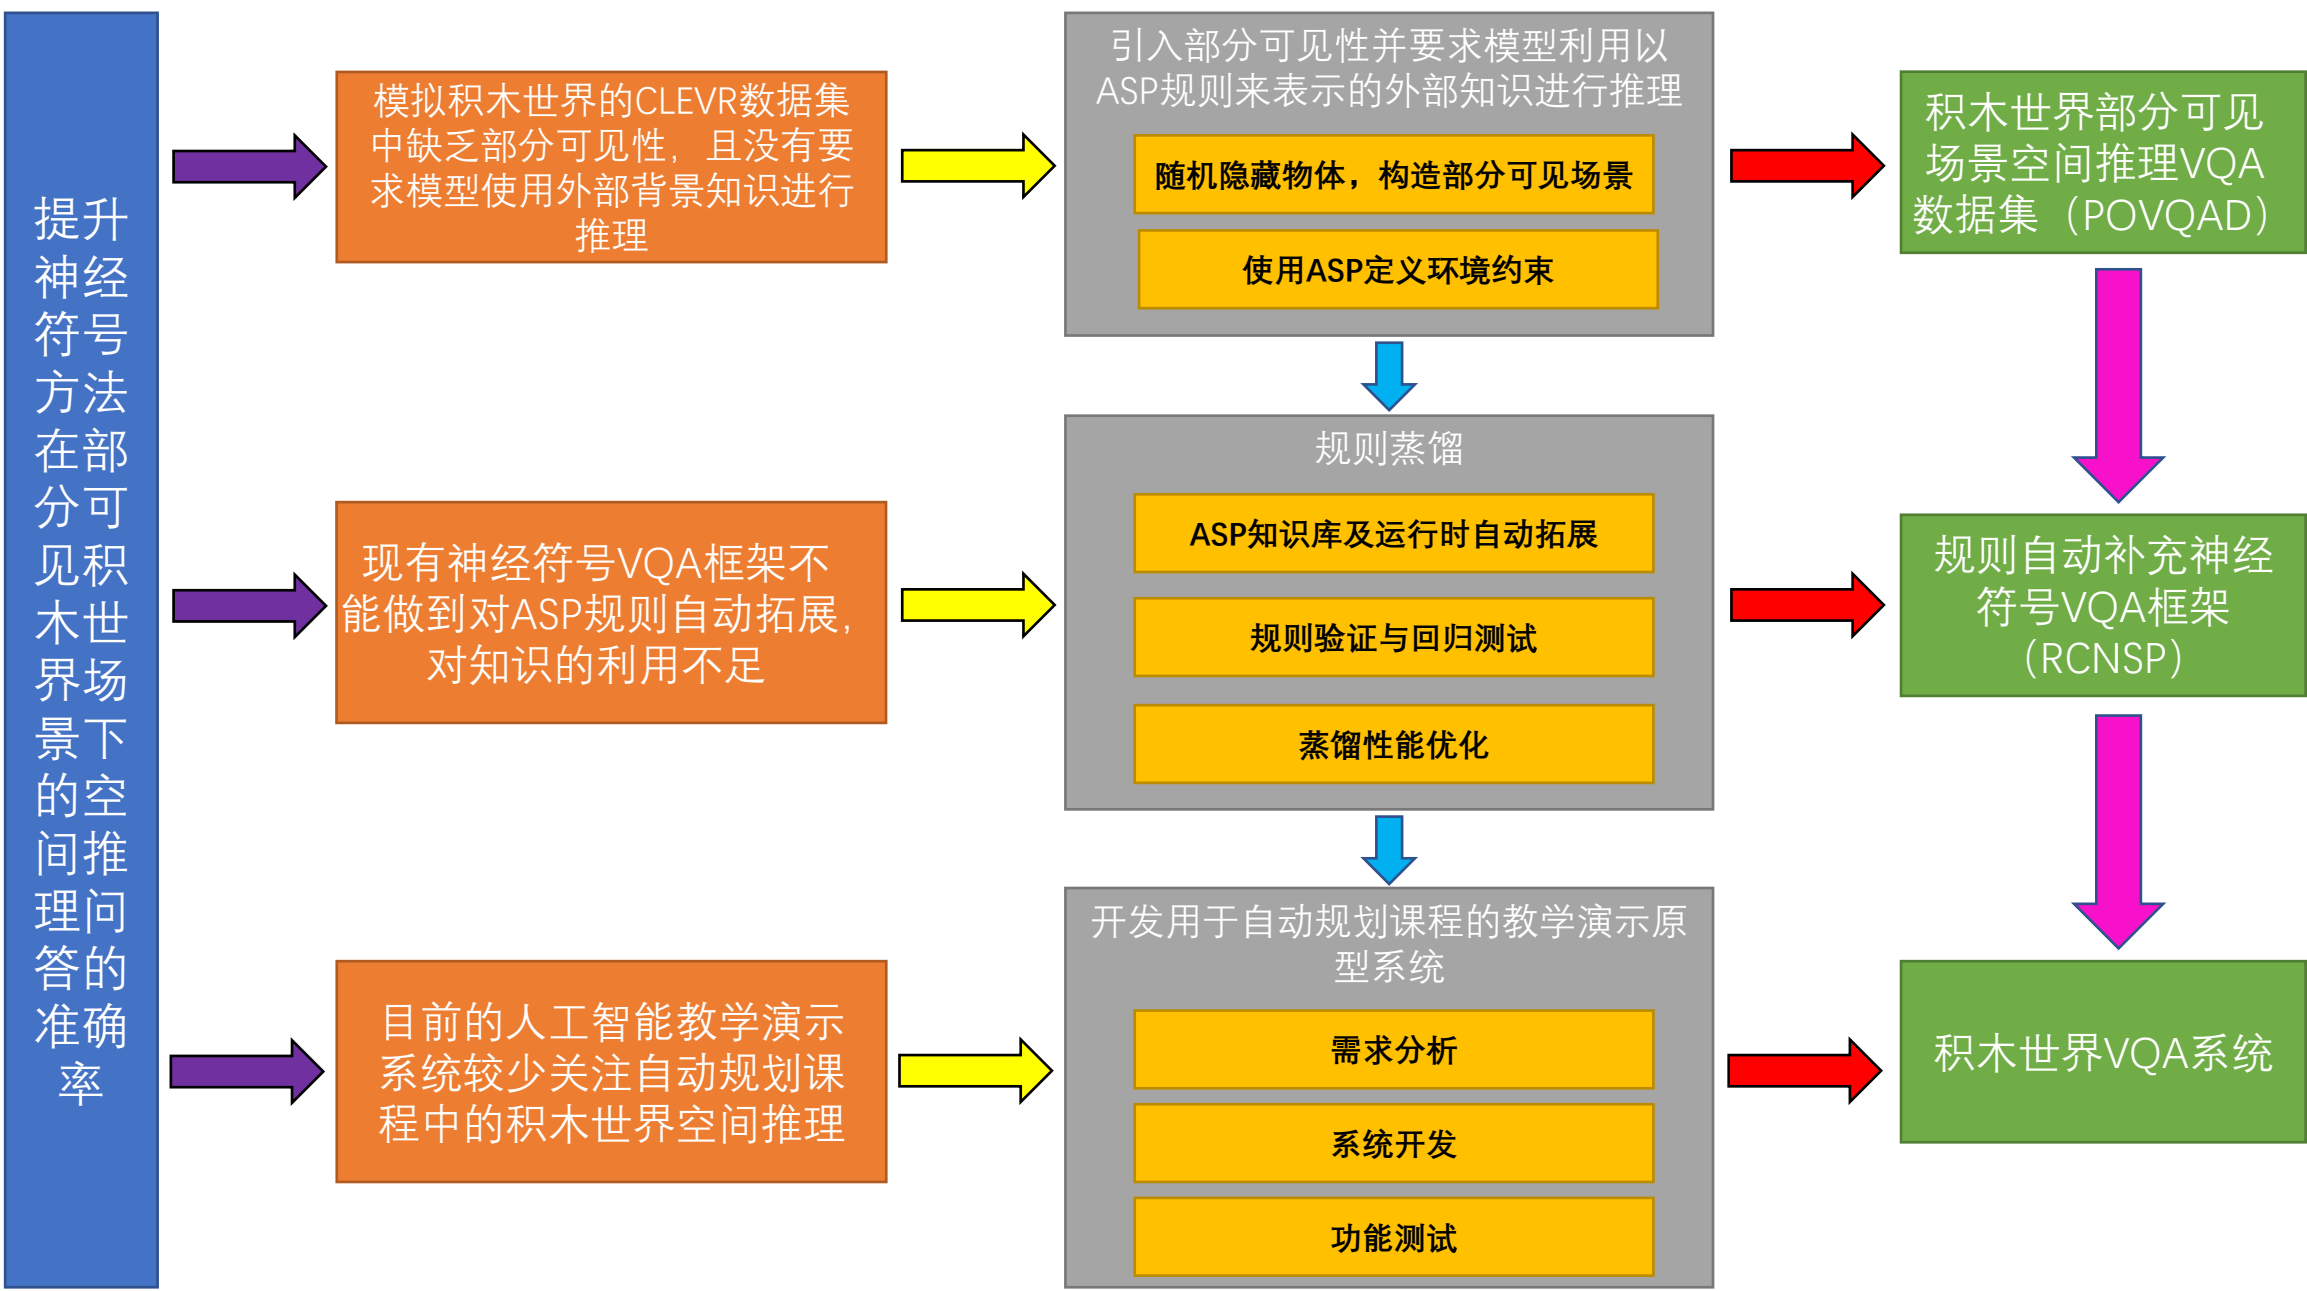 提升
神经
符号
方法
在部
分可
见积
木世
界场
景下
的空
间推
理问
答的
准确
率
模拟积木世界的CLEVR数据集
中缺乏部分可见性，且没有要
求模型使用外部背景知识进行
推理
引入部分可见性并要求模型利用以
ASP规则来表示的外部知识进行推理
随机隐藏物体，构造部分可见场景
使用ASP定义环境约束
积木世界部分可见
场景空间推理VQA
数据集（POVQAD）
现有神经符号VQA框架不
能做到对ASP规则自动拓展，
对知识的利用不足
规则蒸馏
ASP知识库及运行时自动拓展
规则验证与回归测试
蒸馏性能优化
规则自动补充神经
符号VQA框架
（RCNSP）
目前的人工智能教学演示
系统较少关注自动规划课
程中的积木世界空间推理
开发用于自动规划课程的教学演示原
型系统
需求分析
系统开发
功能测试
积木世界VQA系统